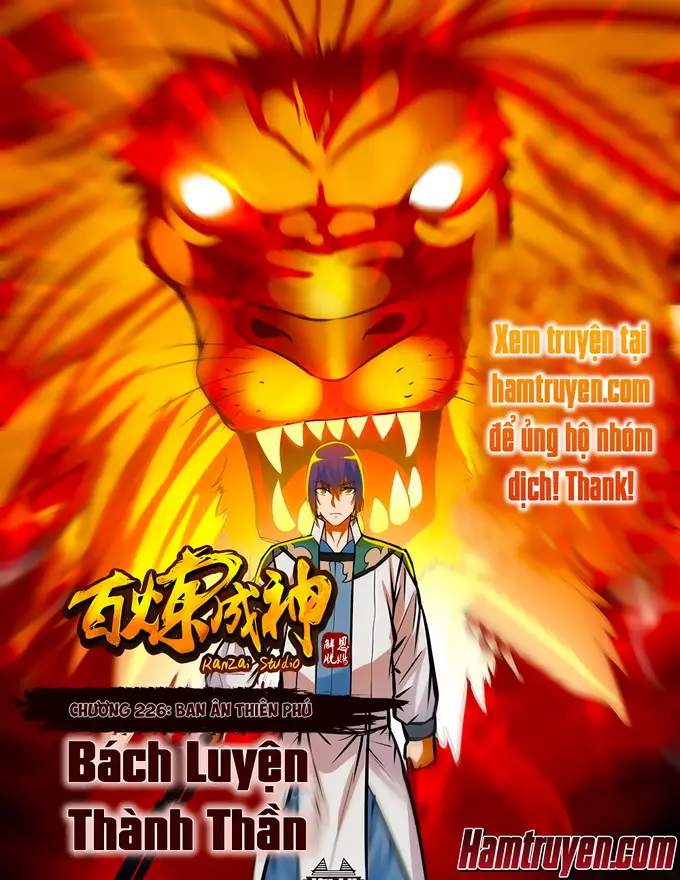 Xem truyện tại
hamtruyen.com
để ủng hộ nhóm
dịch! Thank!
百炼成神
Ranzai Studio
CHƯƠNG 226: BAN ÂN THIÊN PHÚ
Bách Luyện
Thành Thần
Hamtruyen.com